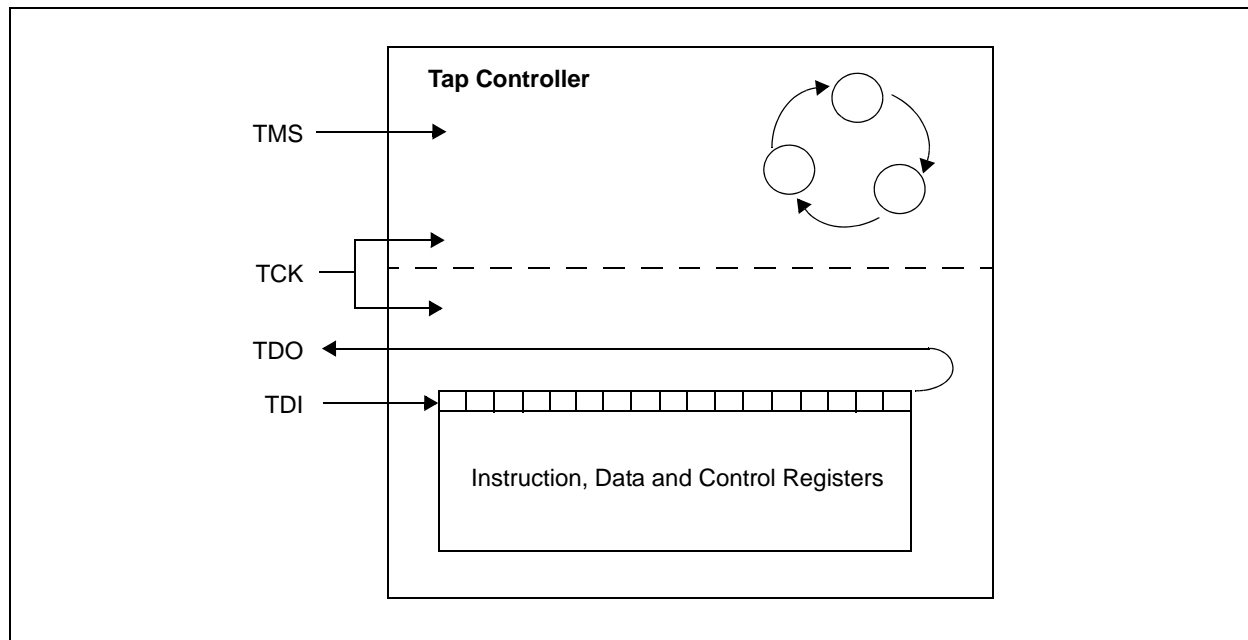 Tap Controller
TMS
TCK
TDO
TDI
Instruction, Data and Control Registers